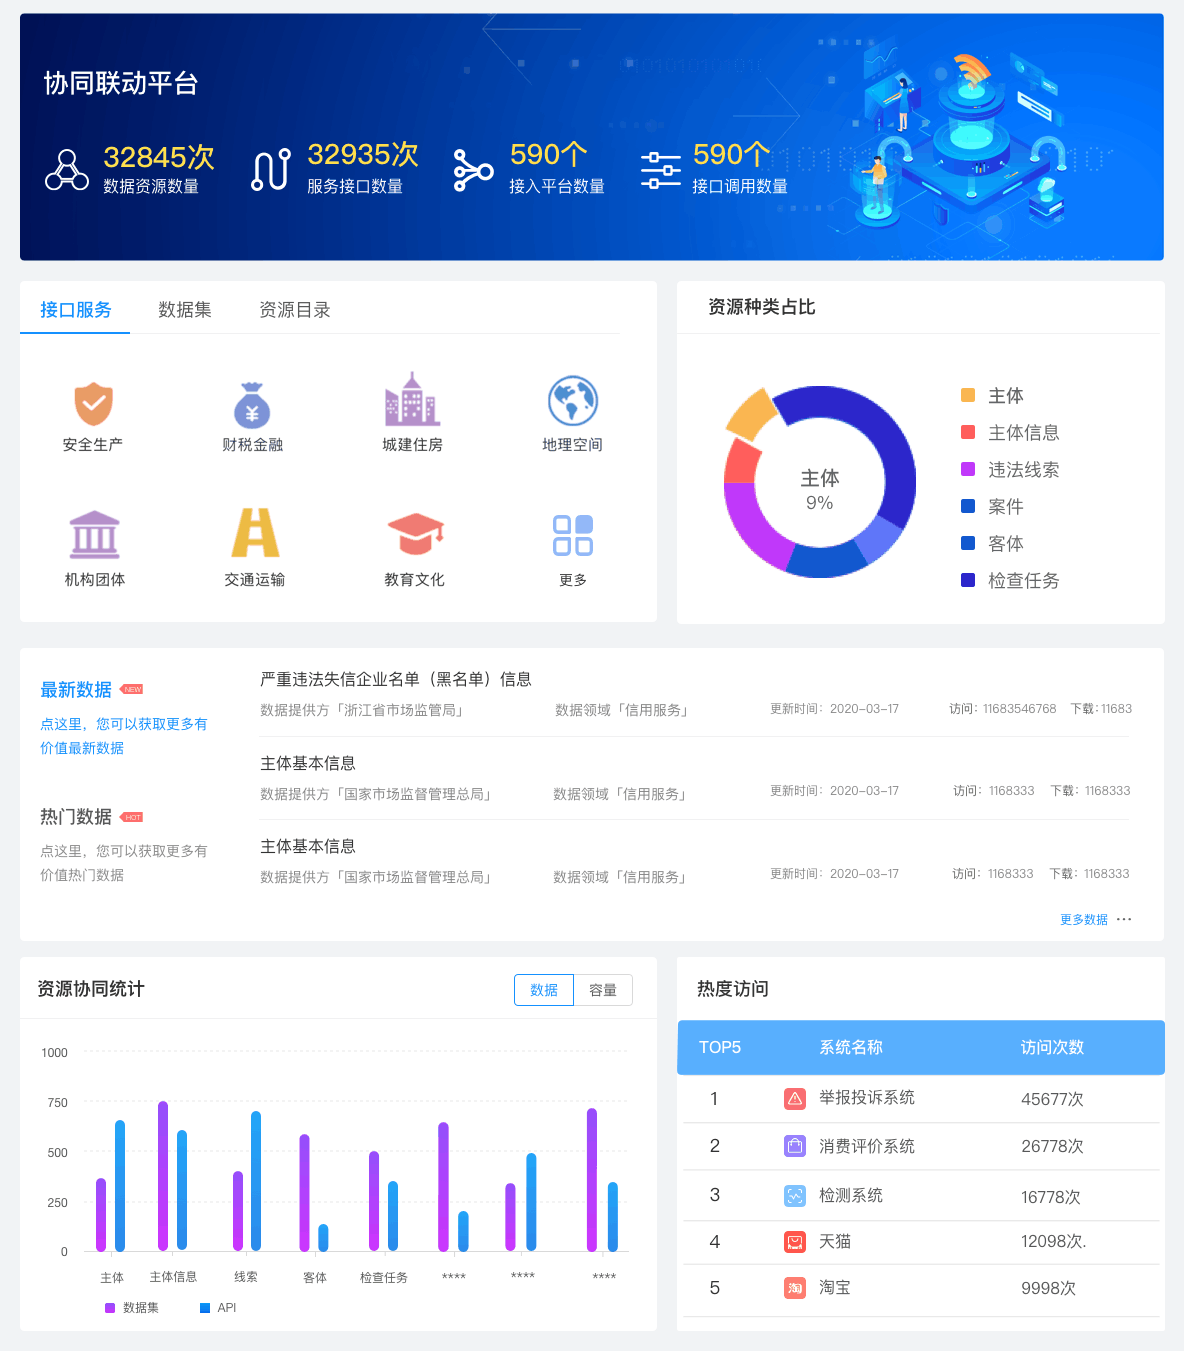 协同联动平台
32845次
32935次
590个
590个
数据资源数量
服务接口数量
接入平台数量
接口调用数量
接口服务
数据集
资源目录
安全生产
财税金融
城建住房
地理空间
机构团体
交通运输
教育文化
更多
资源种类占比
主体
9%
主体
主体信息
违法线索
案件
客体
检查任务
最新数据 NEW
点这里，您可以获取更多有
价值最新数据
热门数据 HOT
点这里，您可以获取更多有
价值热门数据
严重违法失信企业名单（黑名单）信息
数据提供方「浙江省市场监管局」 数据领域「信用服务」 更新时间：2020-03-17 访问：11683546768 下载：11683
主体基本信息
数据提供方「国家市场监督管理总局」 数据领域「信用服务」 更新时间：2020-03-17 访问：1168333 下载：1168333
主体基本信息
数据提供方「国家市场监督管理总局」 数据领域「信用服务」 更新时间：2020-03-17 访问：1168333 下载：1168333
更多数据 ···
资源协同统计
数据
容量
1000
750
500
250
0
主体 主体信息 线索 客体 检查任务 **** **** ****
数据集 API
热度访问
TOP5 系统名称 访问次数
1 举报投诉系统 45677次
2 消费评价系统 26778次
3 检测系统 16778次
4 天猫 12098次.
5 淘 淘宝 9998次